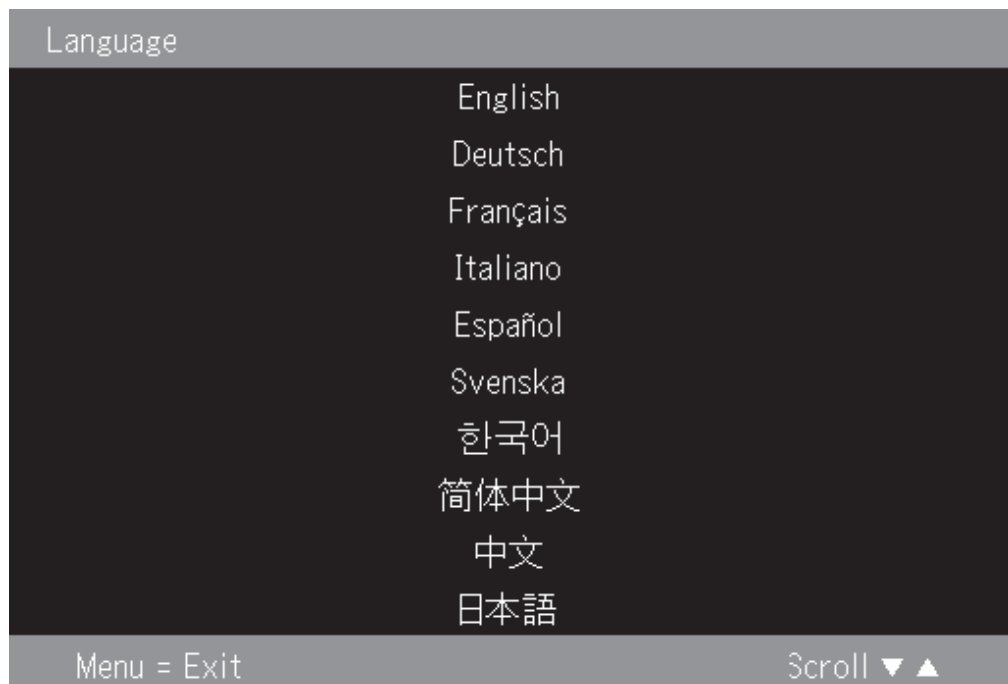 Language
English
Deutsch
Français
Italiano
Español
Svenska
한국어
简体中文
中文
日本語
Menu = Exit Scroll ▼ ▲